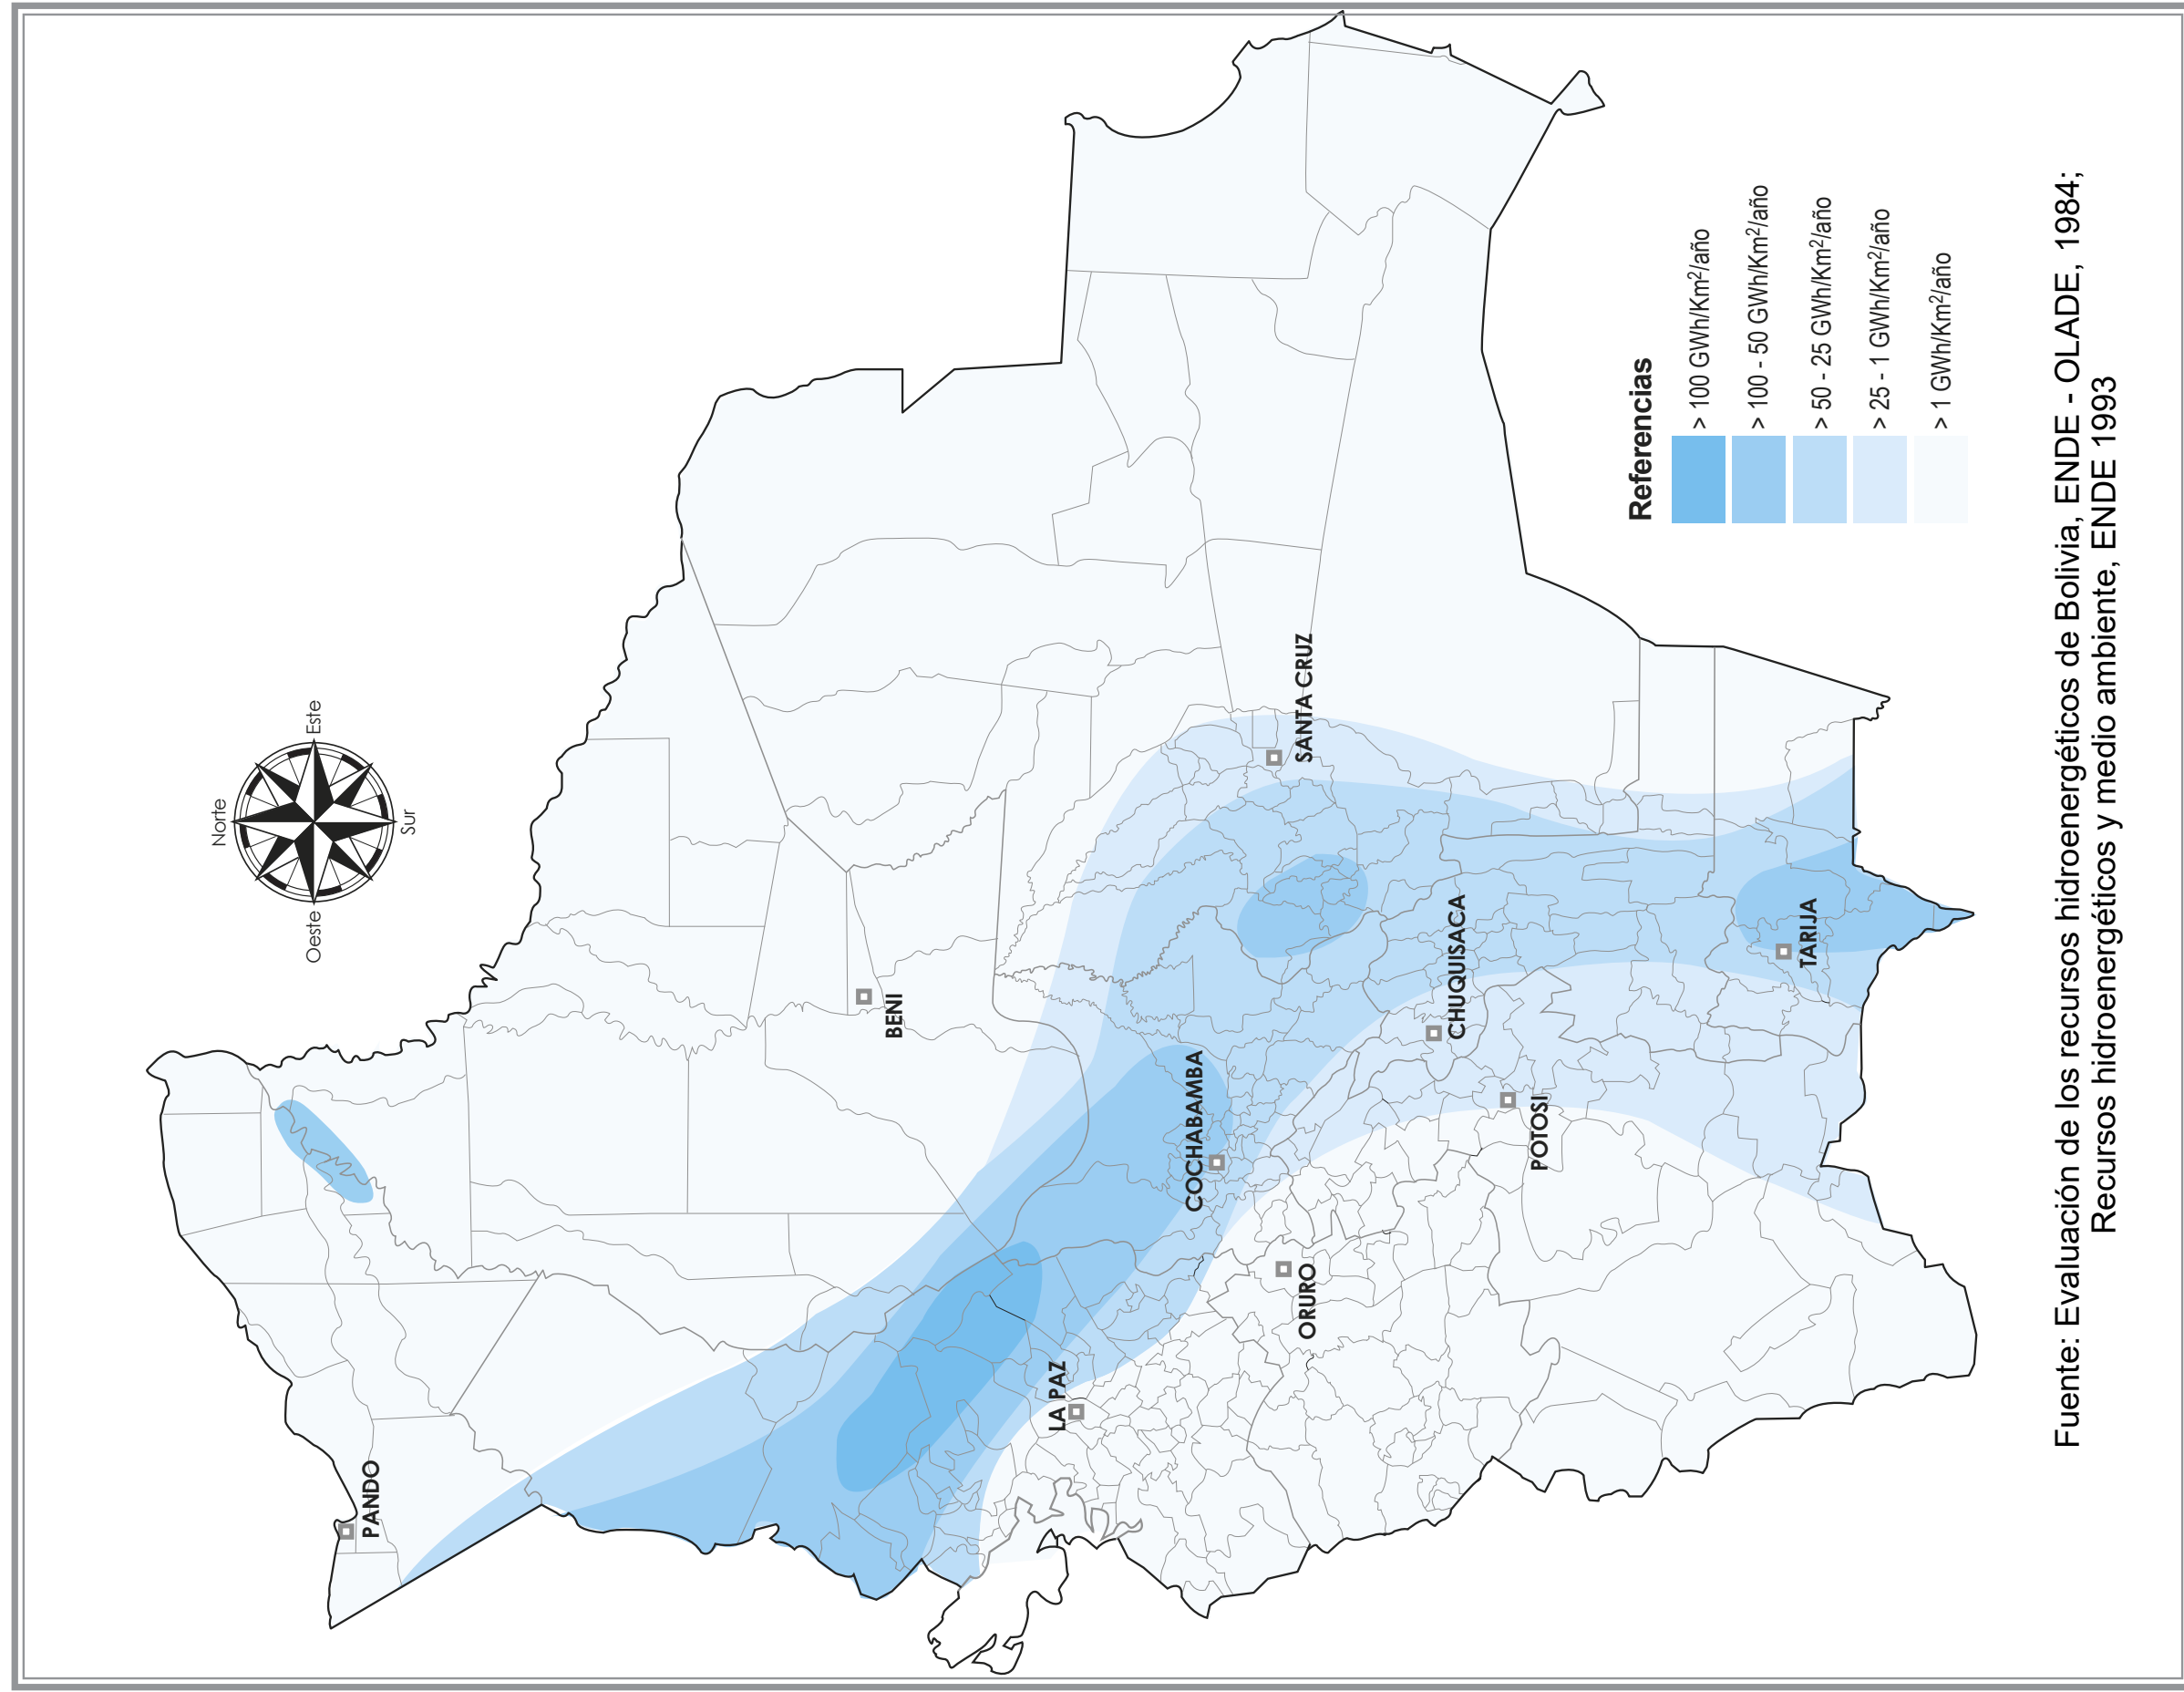 Norte
Oeste
Este
Sur
PANDO
BENI
LA PAZ
COCHABAMBA
SANTA CRUZ
ORURO
CHUQUISACA
POTOSI
TARIJA
Referencias
> 100 GWh/Km²/año
> 100 - 50 GWh/Km²/año
> 50 - 25 GWh/Km²/año
> 25 - 1 GWh/Km²/año
> 1 GWh/Km²/año
Fuente: Evaluación de los recursos hidroenergéticos de Bolivia, ENDE - OLADE, 1984;
Recursos hidroenergéticos y medio ambiente, ENDE 1993